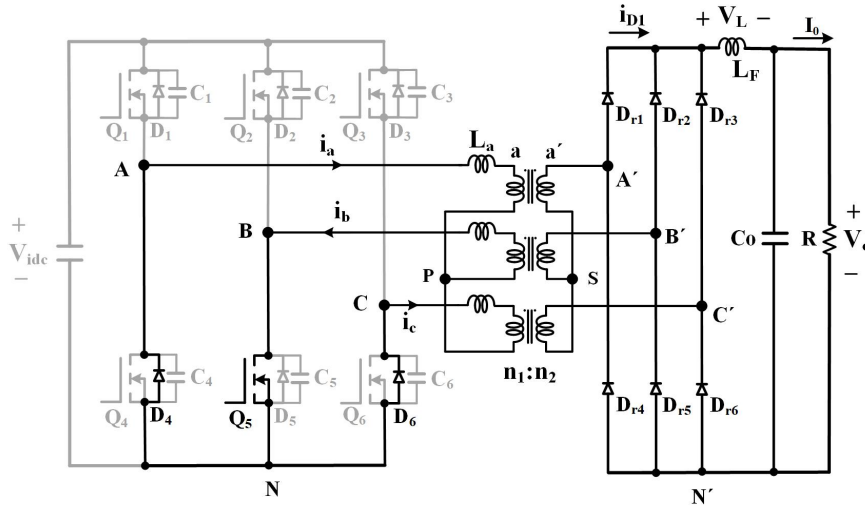 i_D1
+ V_L −
I_0
L_F
C_1
C_2
C_3
Q_1
D_1
Q_2
D_2
Q_3
D_3
D_r1
D_r2
D_r3
A
i_a
L_a
a
a´
A´
+
V_idc
−
B
i_b
B´
P
S
C
i_c
C´
n_1:n_2
Co
R
+
−
Q_4
D_4
C_4
Q_5
D_5
C_5
Q_6
D_6
C_6
D_r4
D_r5
D_r6
N
N´